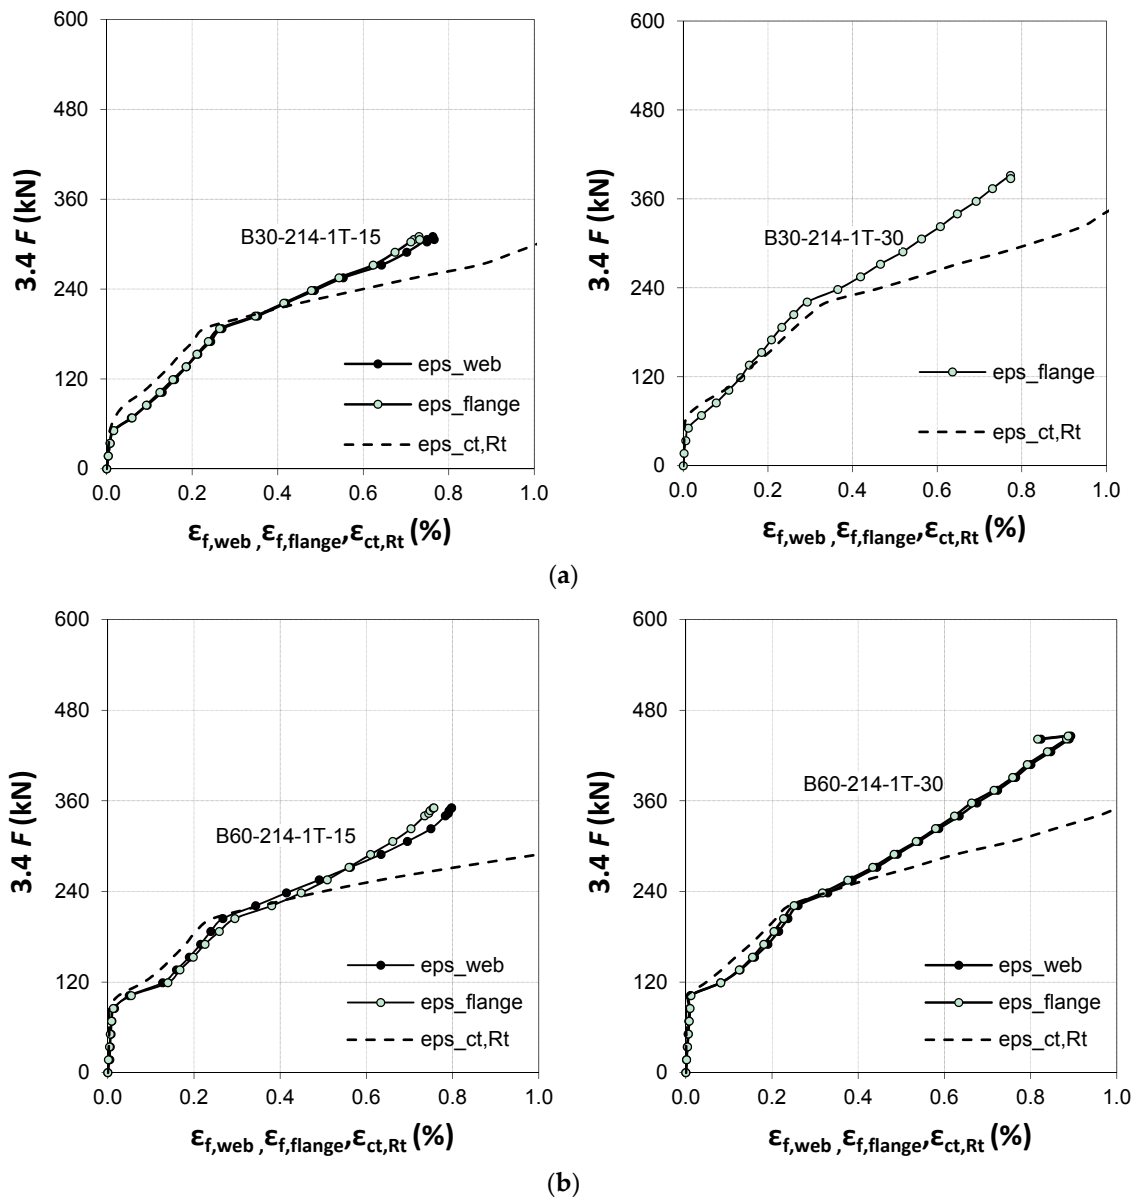 600
480
360
240
120
0
3.4 F (kN)
B30-214-1T-15
eps_web
eps_flange
eps_ct,Rt
0.0 0.2 0.4 0.6 0.8 1.0
εf,web ,εf,flange,εct,Rt (%)
600
480
360
240
120
0
3.4 F (kN)
B30-214-1T-30
eps_flange
eps_ct,Rt
0.0 0.2 0.4 0.6 0.8 1.0
εf,web ,εf,flange,εct,Rt (%)
(a)
600
480
360
240
120
0
3.4 F (kN)
B60-214-1T-15
eps_web
eps_flange
eps_ct,Rt
0.0 0.2 0.4 0.6 0.8 1.0
εf,web ,εf,flange,εct,Rt (%)
600
480
360
240
120
0
3.4 F (kN)
B60-214-1T-30
eps_web
eps_flange
eps_ct,Rt
0.0 0.2 0.4 0.6 0.8 1.0
εf,web ,εf,flange,εct,Rt (%)
(b)